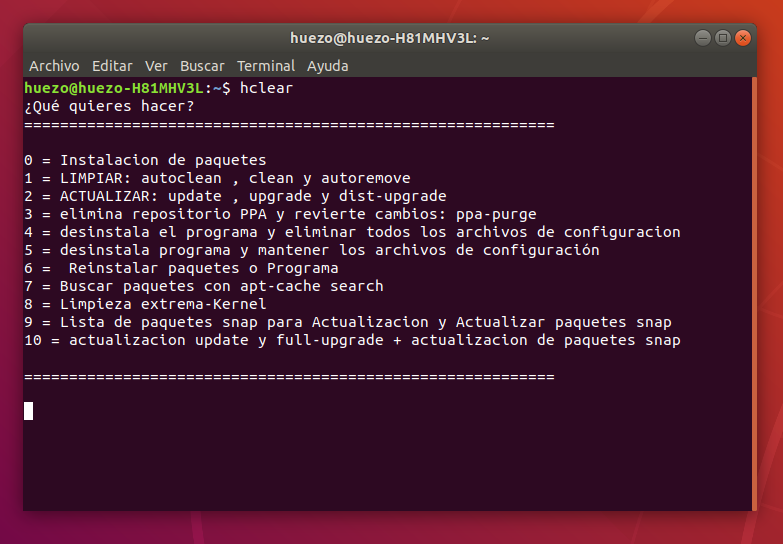 huezo@huezo-H81MHV3L: ~
Archivo Editar Ver Buscar Terminal Ayuda
huezo@huezo-H81MHV3L:~$ hclear
¿Qué quieres hacer?
===========================================================
0 = Instalacion de paquetes
1 = LIMPIAR: autoclean , clean y autoremove
2 = ACTUALIZAR: update , upgrade y dist-upgrade
3 = elimina repositorio PPA y revierte cambios: ppa-purge
4 = desinstala el programa y eliminar todos los archivos de configuracion
5 = desinstala programa y mantener los archivos de configuración
6 =  Reinstalar paquetes o Programa
7 = Buscar paquetes con apt-cache search
8 = Limpieza extrema-Kernel
9 = Lista de paquetes snap para Actualizacion y Actualizar paquetes snap
10 = actualizacion update y full-upgrade + actualizacion de paquetes snap
===========================================================